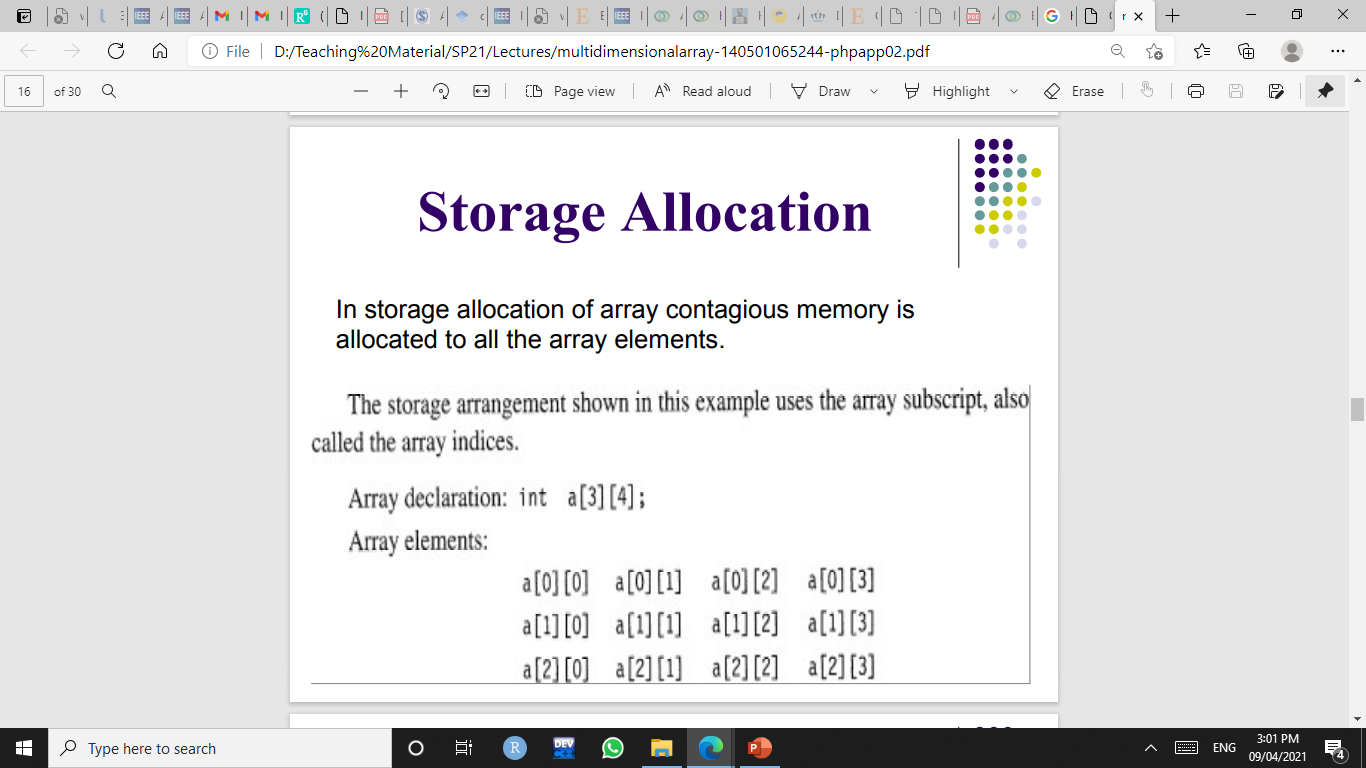 File D:/Teaching%20Material/SP21/Lectures/multidimensionalarray-140501065244-phpapp02.pdf
16 of 30 Page view Read aloud Draw Highlight Erase
Storage Allocation
In storage allocation of array contagious memory is
allocated to all the array elements.
The storage arrangement shown in this example uses the array subscript, also
called the array indices.
Array declaration: int a[3][4];
Array elements:
a[0][0] a[0][1] a[0][2] a[0][3]
a[1][0] a[1][1] a[1][2] a[1][3]
a[2][0] a[2][1] a[2][2] a[2][3]
Type here to search
ENG
3:01 PM
09/04/2021
4